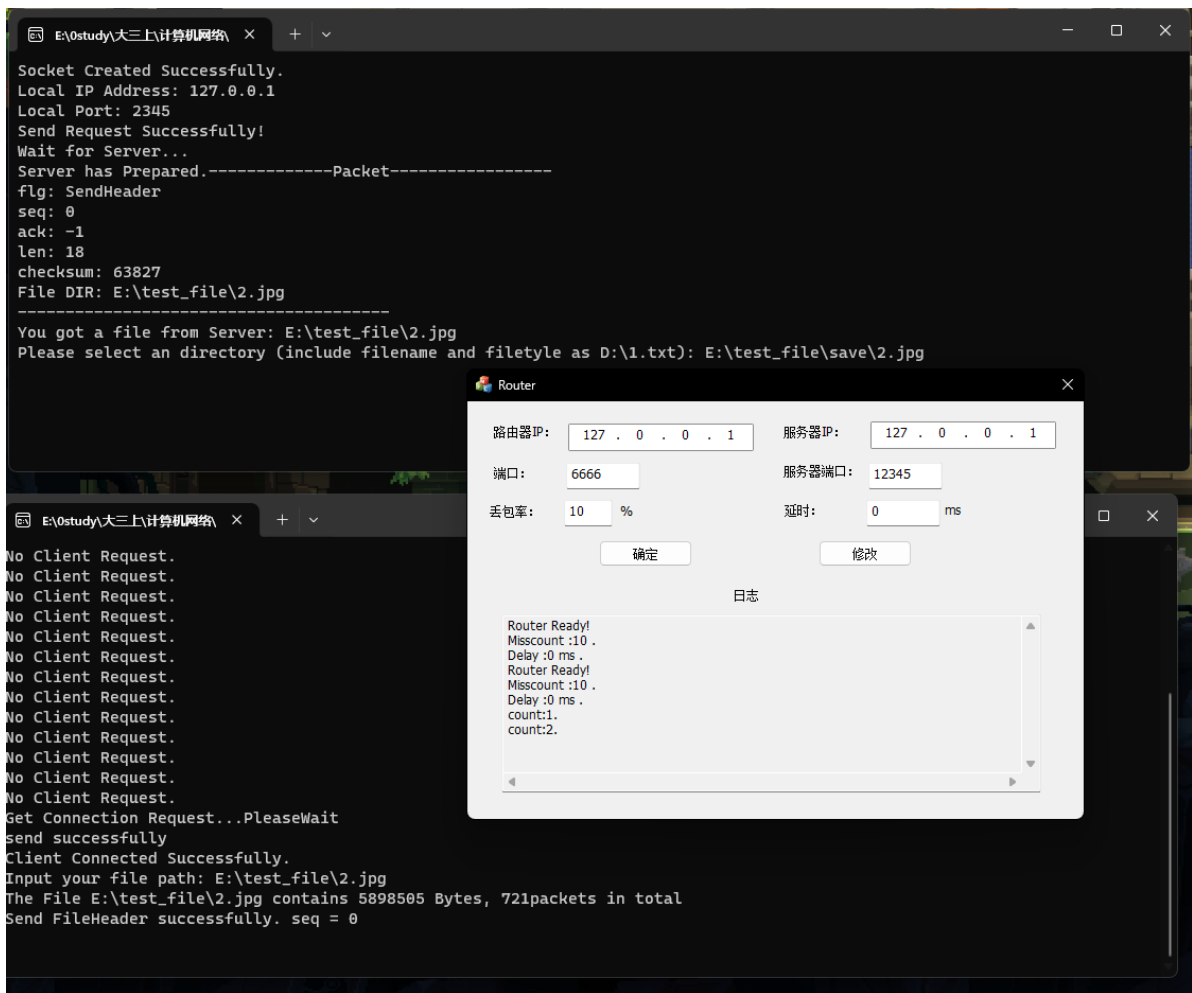 E:\0study\大三上\计算机网络\
Socket Created Successfully.
Local IP Address: 127.0.0.1
Local Port: 2345
Send Request Successfully!
Wait for Server...
Server has Prepared.-------------Packet-----------------
flg: SendHeader
seq: 0
ack: -1
len: 18
checksum: 63827
File DIR: E:\test_file\2.jpg
---------------------------------------
You got a file from Server: E:\test_file\2.jpg
Please select an directory (include filename and filetyle as D:\1.txt): E:\test_file\save\2.jpg
Router
路由器IP: 127 . 0 . 0 . 1 服务器IP: 127 . 0 . 0 . 1
端口: 6666 服务器端口: 12345
丢包率: 10 % 延时: 0 ms
确定 修改
日志
Router Ready!
Misscount :10 .
Delay :0 ms .
Router Ready!
Misscount :10 .
Delay :0 ms .
count:1.
count:2.
E:\0study\大三上\计算机网络\
No Client Request.
No Client Request.
No Client Request.
No Client Request.
No Client Request.
No Client Request.
No Client Request.
No Client Request.
No Client Request.
No Client Request.
No Client Request.
No Client Request.
No Client Request.
Get Connection Request...PleaseWait
send successfully
Client Connected Successfully.
Input your file path: E:\test_file\2.jpg
The File E:\test_file\2.jpg contains 5898505 Bytes, 721packets in total
Send FileHeader successfully. seq = 0